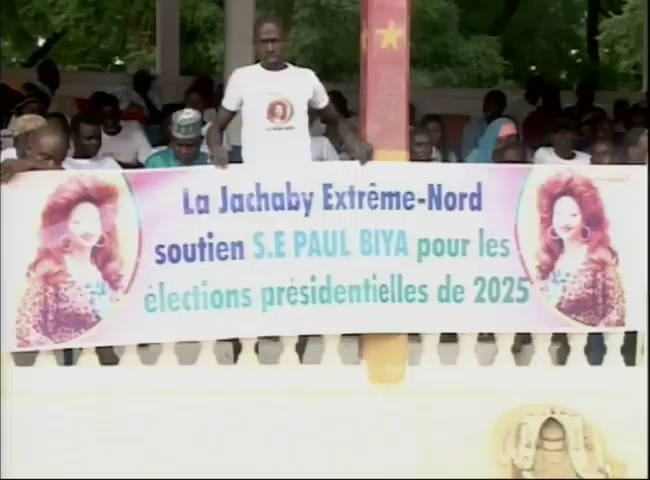 La Jachaby Extrême-Nord
soutien S.E PAUL BIYA pour les
élections présidentielles de 2025